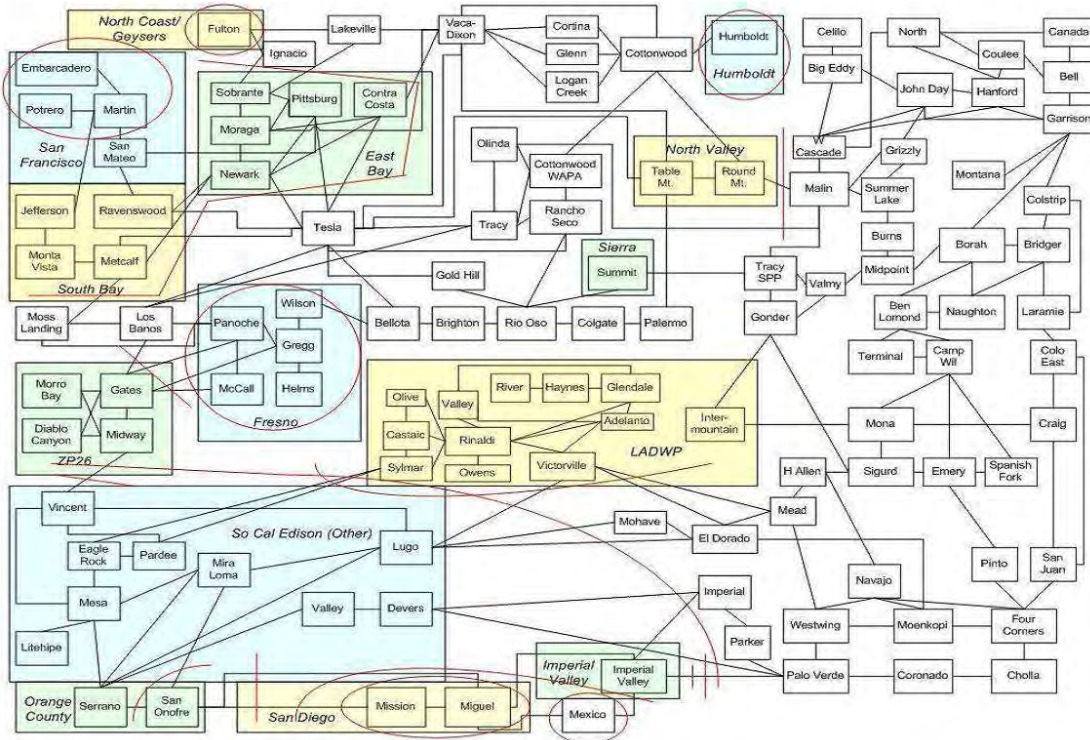 North Coast/
Geysers
Fulton
Lakeville
Ignacio
Vaca-
Dixon
Cortina
Glenn
Logan
Creek
Cottonwood
Humboldt
Humboldt
Celilo
North
Canada
Coulee
Big Eddy
Bell
John Day
Hanford
Garrison
Embarcadero
Potrero
Martin
San
Francisco
San
Mateo
Sobrante
Pittsburg
Contra
Costa
Moraga
East
Bay
Newark
Olinda
Cottonwood
WAPA
North Valley
Table
Mt.
Round
Mt.
Cascade
Grizzly
Malin
Summer
Lake
Montana
Colstrip
Jefferson
Ravenswood
Monta
Vista
Metcalf
South Bay
Tesla
Tracy
Rancho
Seco
Sierra
Summit
Gold Hill
Burns
Borah
Bridger
Tracy
SPP
Valmy
Midpoint
Moss
Landing
Los
Banos
Panoche
Wilson
Gregg
McCall
Helms
Fresno
Bellota
Brighton
Rio Oso
Colgate
Palermo
Gonder
Ben
Lomond
Naughton
Laramie
Terminal
Camp
Wil
Colo
East
Morro
Bay
Gates
Diablo
Canyon
Midway
ZP26
Olive
Valley
River
Haynes
Glendale
Adelanto
Castaic
Rinaldi
Sylmar
Owens
Victorville
LADWP
Inter-
mountain
Mona
Craig
H Allen
Sigurd
Emery
Spanish
Fork
Vincent
So Cal Edison (Other)
Eagle
Rock
Pardee
Mira
Loma
Lugo
Mohave
El Dorado
Mead
Mesa
Valley
Devers
Litehipe
Imperial
Parker
Navajo
Pinto
San
Juan
Westwing
Moenkopi
Four
Corners
Orange
County
Serrano
San
Onofre
San Diego
Mission
Miguel
Imperial
Valley
Imperial
Valley
Mexico
Palo Verde
Coronado
Cholla